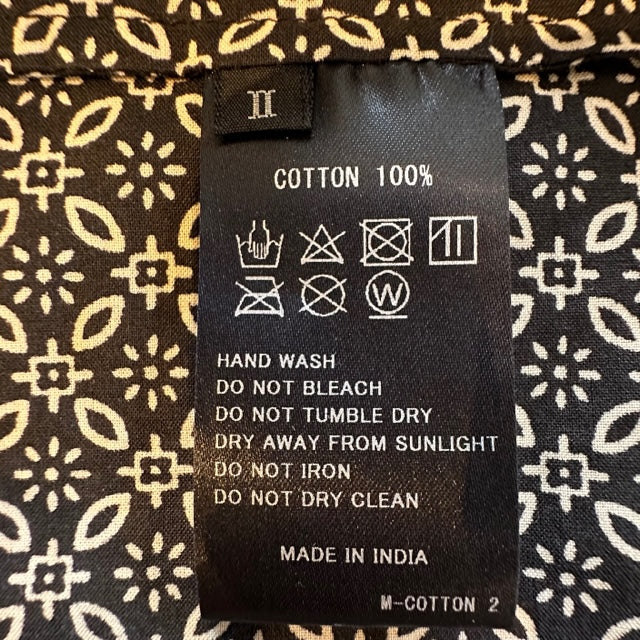 II
COTTON 100%
W
HAND WASH
DO NOT BLEACH
DO NOT TUMBLE DRY
DRY AWAY FROM SUNLIGHT
DO NOT IRON
DO NOT DRY CLEAN
MADE IN INDIA
M-COTTON 2